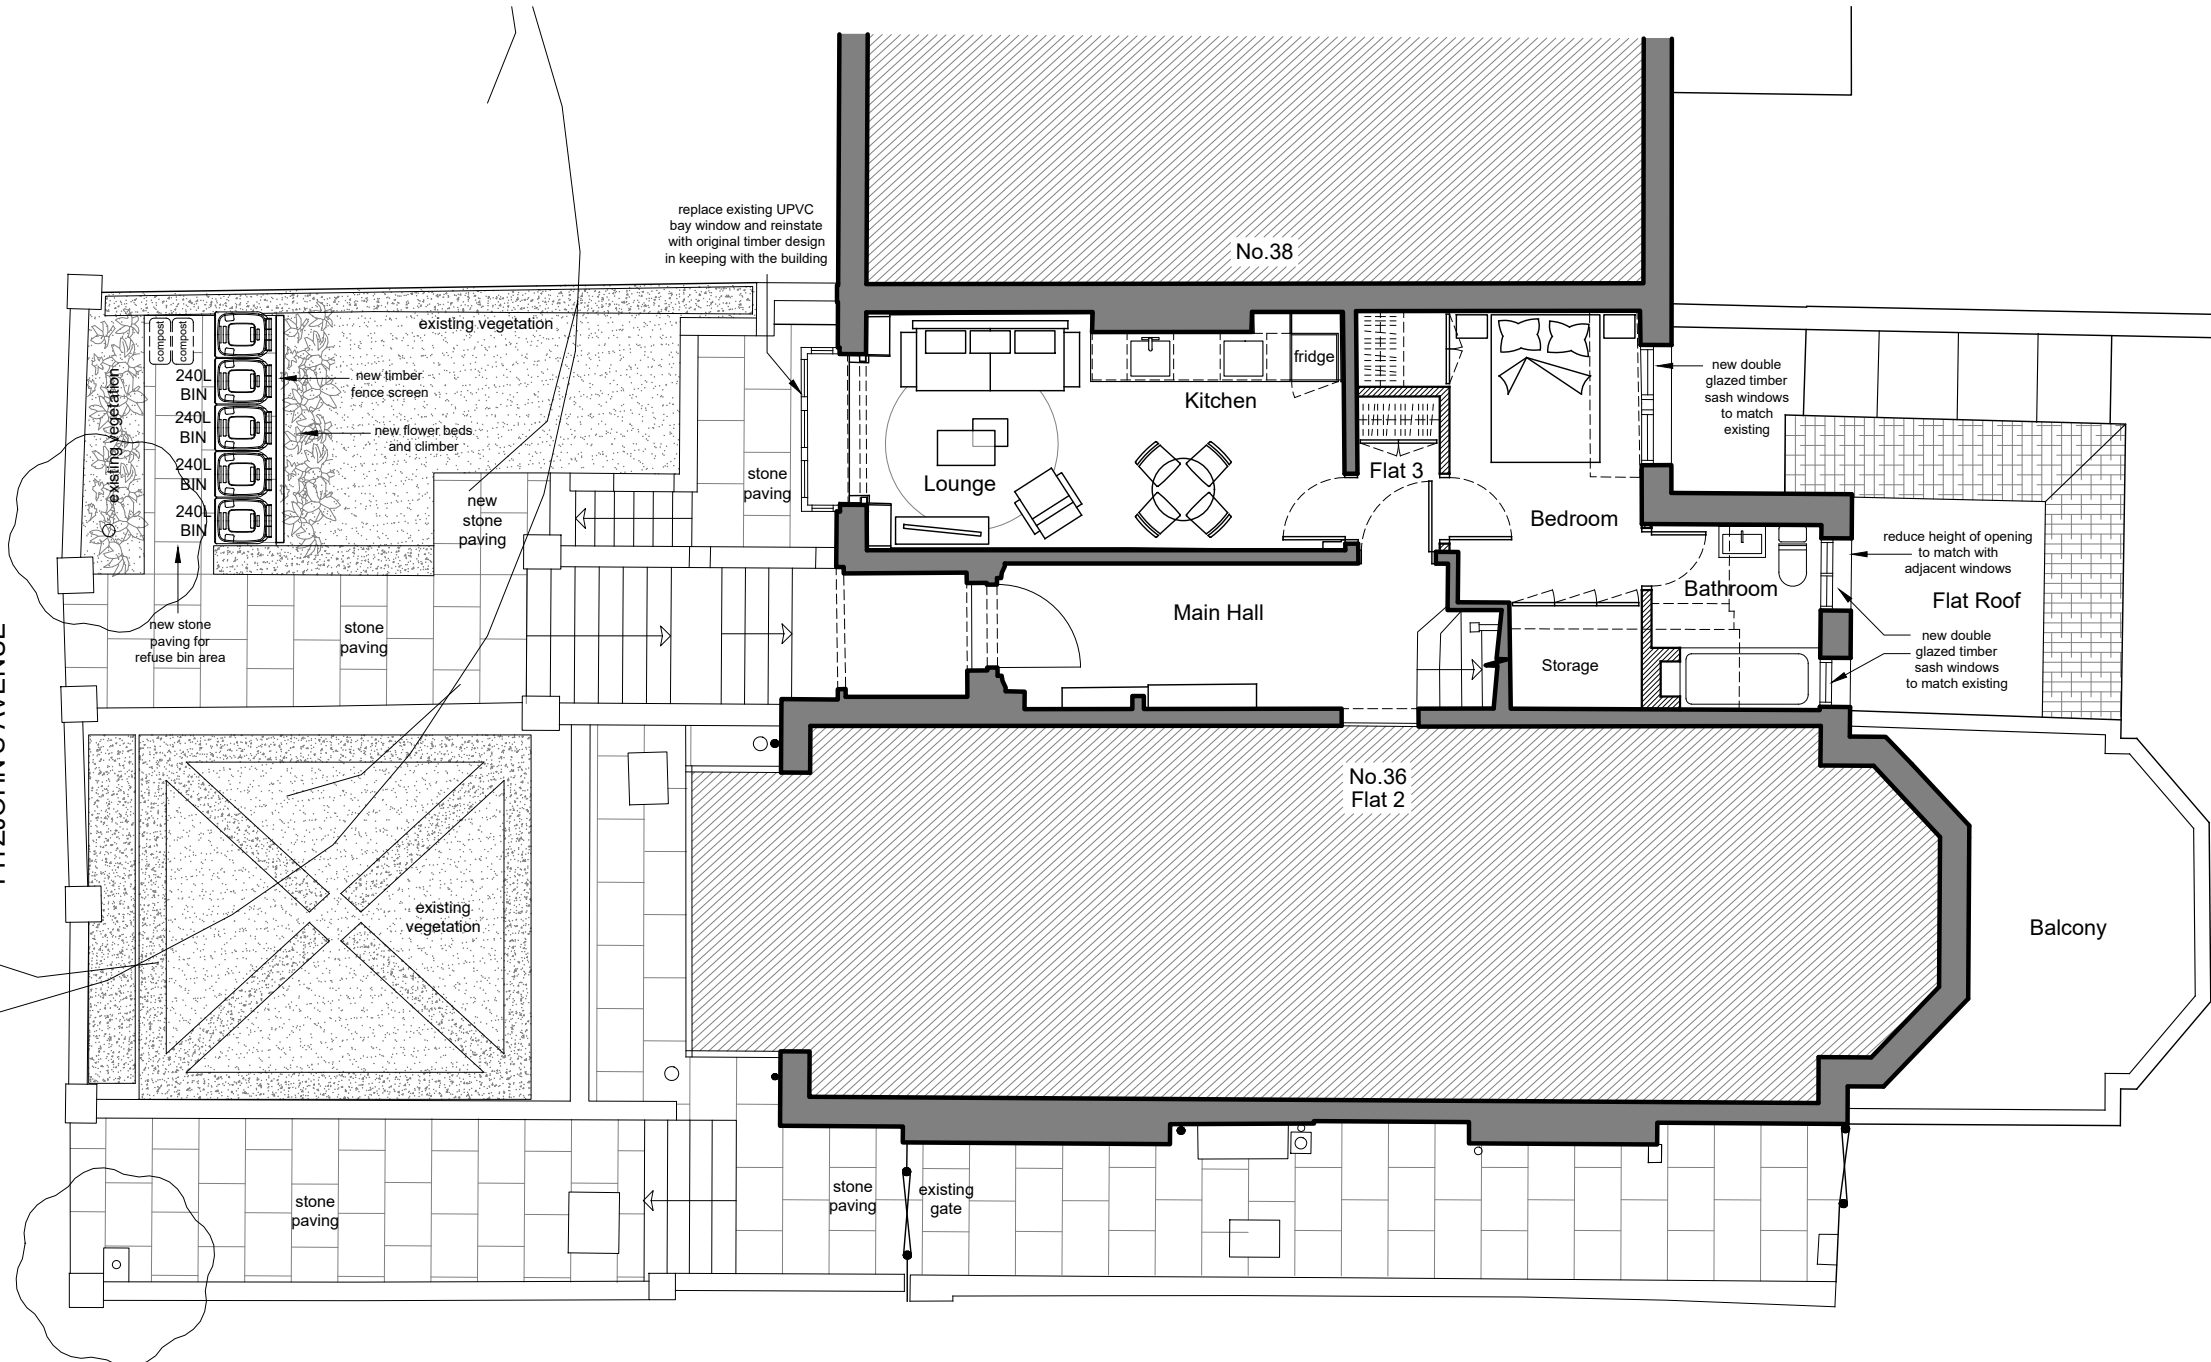 replace existing UPVC
bay window and reinstate
with original timber design
in keeping with the building
No.38
existing vegetation
compost
compost
existing vegetation
240L
BIN
240L
BIN
240L
BIN
240L
BIN
new timber
fence screen
new flower beds
and climber
new
stone
paving
stone
paving
new stone
paving for
refuse bin area
stone
paving
Lounge
Kitchen
fridge
Flat 3
Bedroom
new double
glazed timber
sash windows
to match
existing
Main Hall
Storage
Bathroom
reduce height of opening
to match with
adjacent windows
Flat Roof
new double
glazed timber
sash windows
to match existing
No.36
Flat 2
Balcony
existing
vegetation
stone
paving
stone
paving
existing
gate
AVENUE